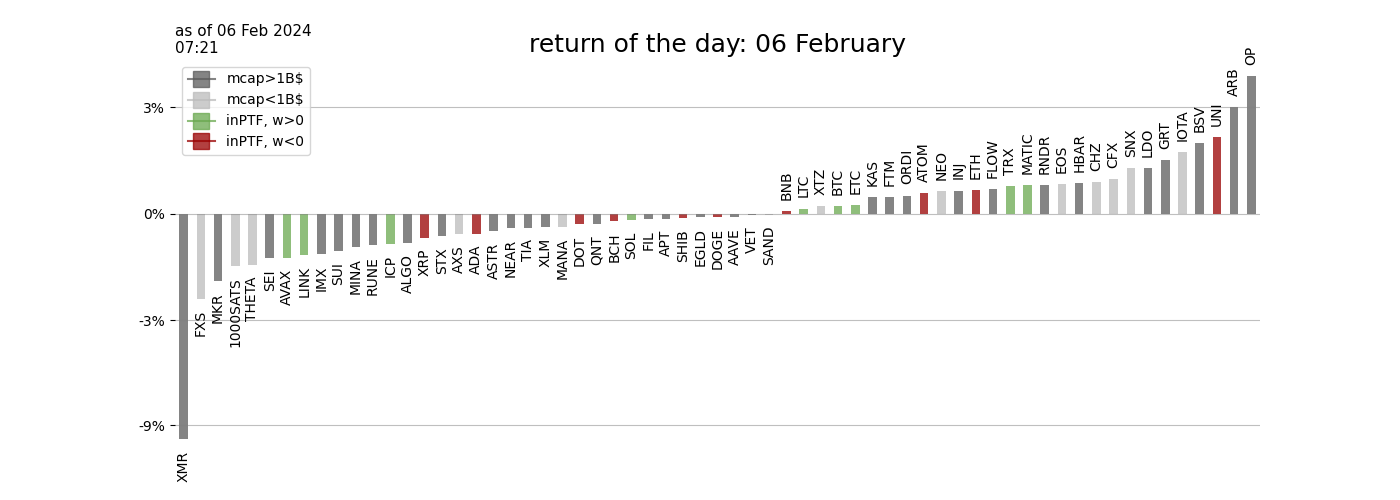 as of 06 Feb 2024
07:21
return of the day: 06 February
mcap>1B$
mcap<1B$
inPTF, w>0
inPTF, w<0
3%
0%
-3%
-9%
XMR
FXS
MKR
1000SATS
THETA
SEI
AVAX
LINK
IMX
SUI
MINA
RUNE
ICP
ALGO
XRP
STX
AXS
ADA
ASTR
NEAR
TIA
XLM
MANA
DOT
QNT
BCH
SOL
FIL
APT
SHIB
EGLD
DOGE
AAVE
VET
SAND
BNB
LTC
XTZ
BTC
ETC
KAS
FTM
ORDI
ATOM
NEO
INJ
ETH
FLOW
TRX
MATIC
RNDR
EOS
HBAR
CHZ
CFX
SNX
LDO
GRT
IOTA
BSV
UNI
ARB
OP